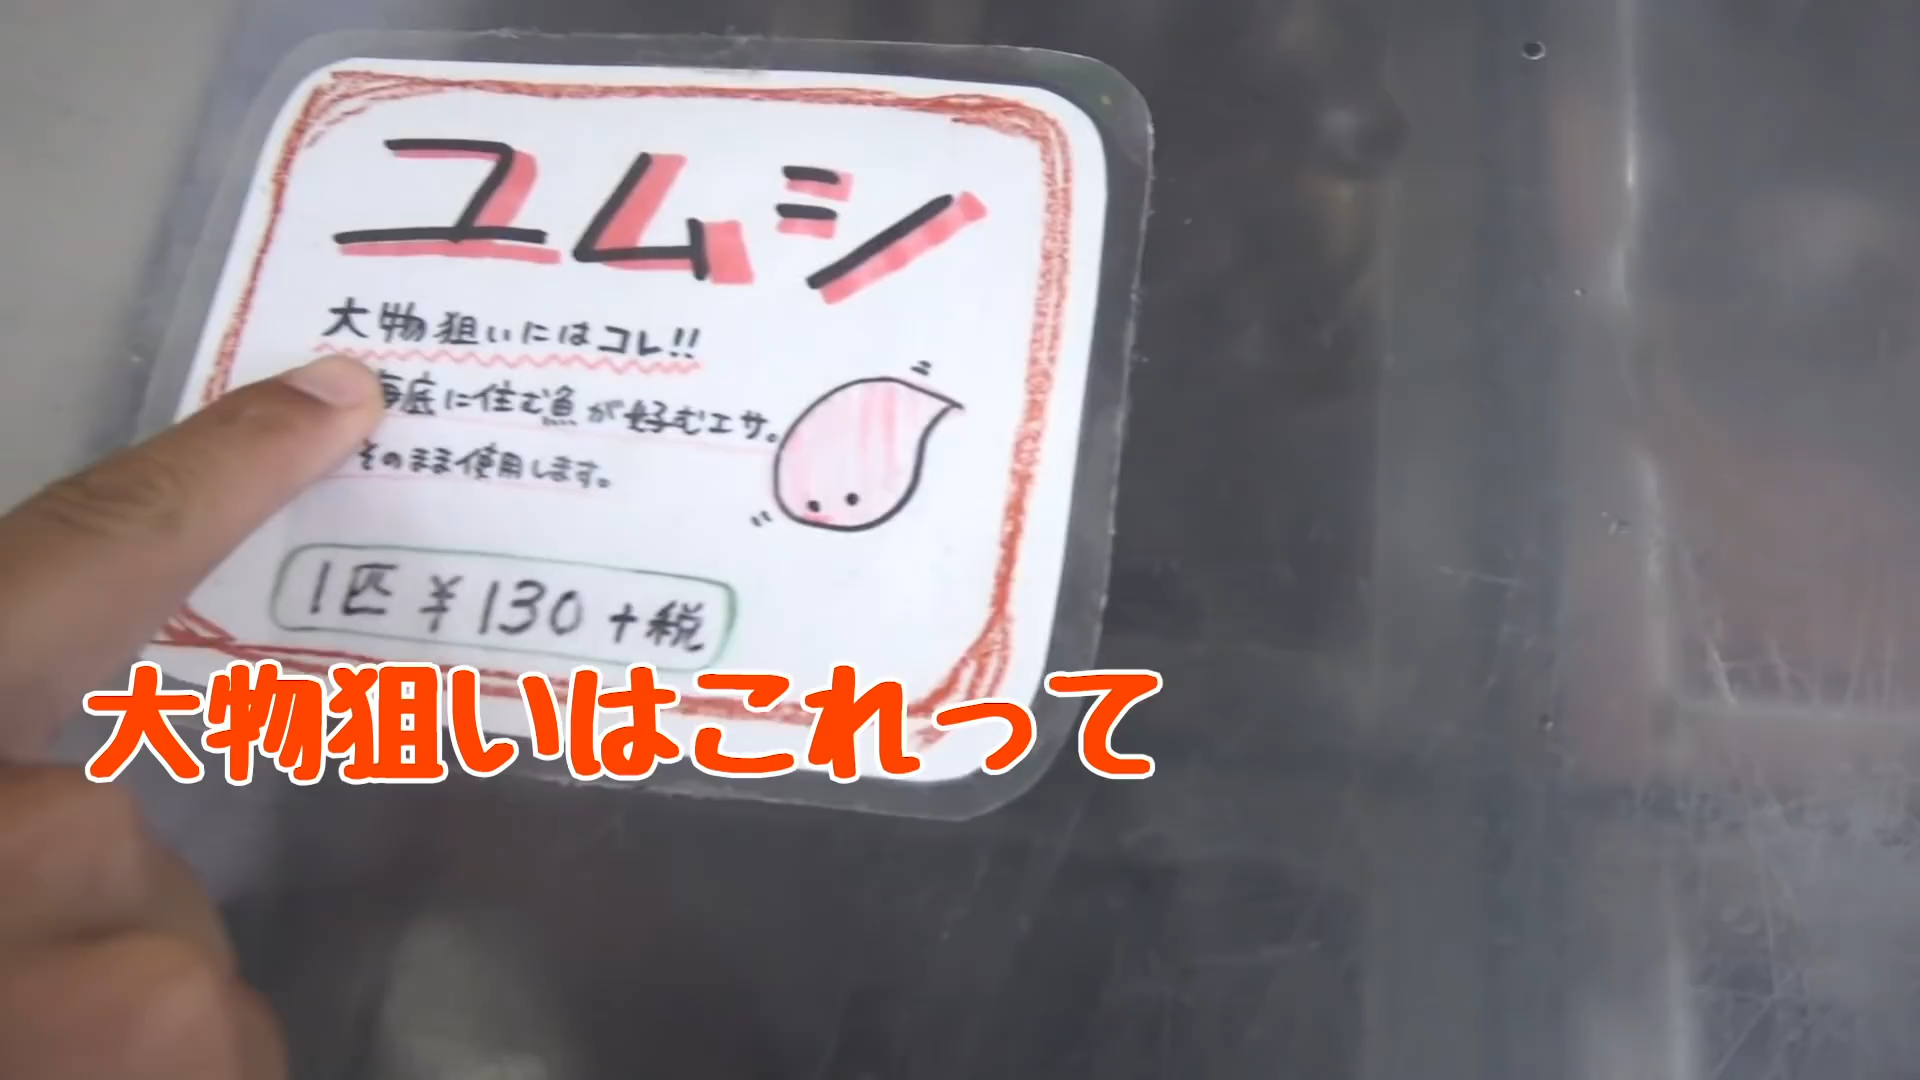 ユムシ
大物狙いにはコレ!!
海底に住む魚が好むエサ。
そのまま使用します。
1匹 ¥130+税
大物狙いはこれって